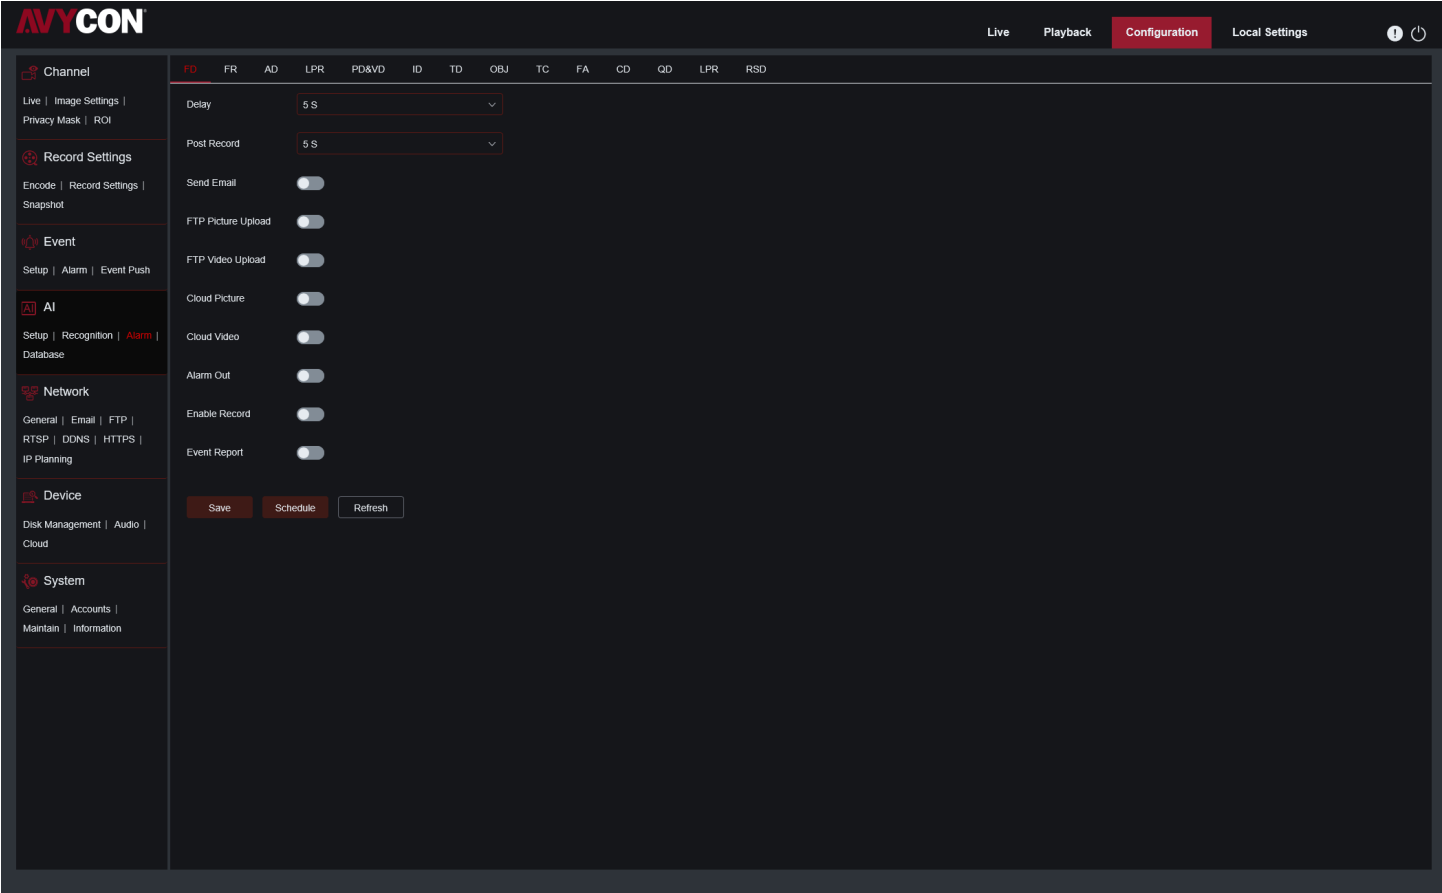 AVYCON
Live Playback Configuration Local Settings
FD FR AD LPR PD&VD ID TD OBJ TC FA CD QD LPR RSD
Channel
Live | Image Settings |
Privacy Mask | ROI
Record Settings
Encode | Record Settings |
Snapshot
Event
Setup | Alarm | Event Push
AI AI
Setup | Recognition | Alarm |
Database
Network
General | Email | FTP |
RTSP | DDNS | HTTPS |
IP Planning
Device
Disk Management | Audio |
Cloud
System
General | Accounts |
Maintain | Information
Delay 5 S
Post Record 5 S
Send Email
FTP Picture Upload
FTP Video Upload
Cloud Picture
Cloud Video
Alarm Out
Enable Record
Event Report
Save Schedule Refresh